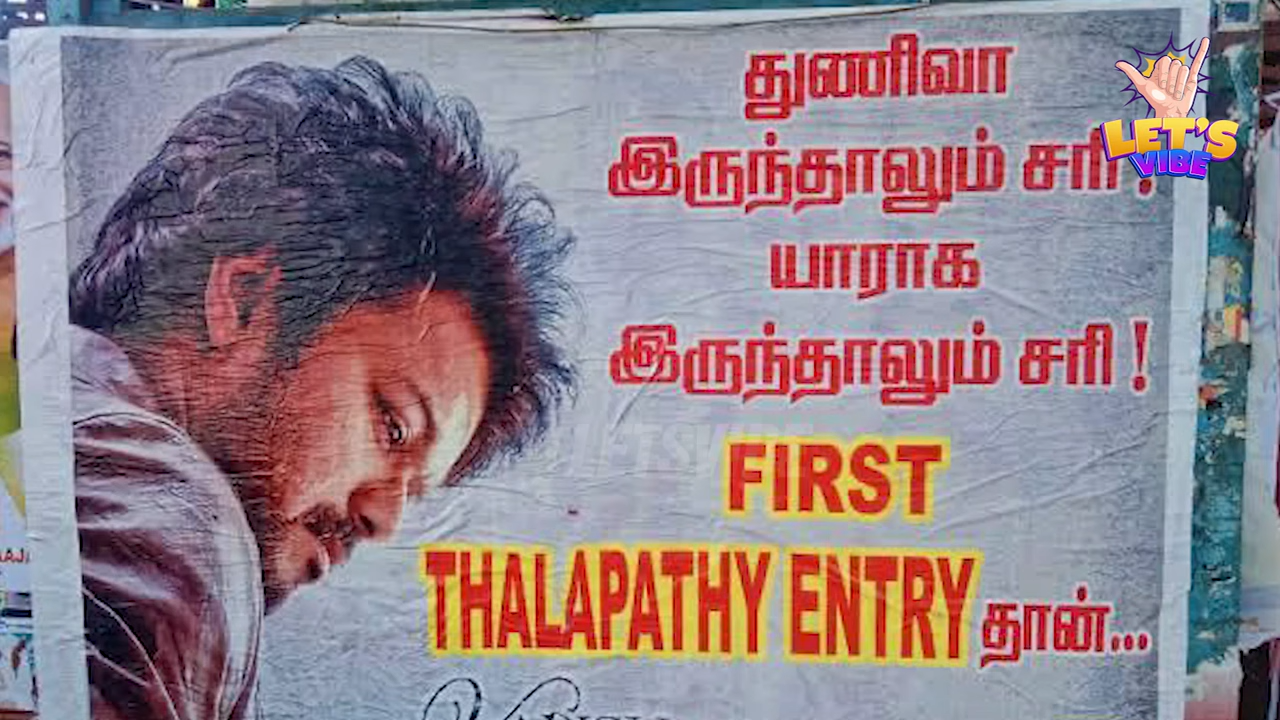 துணிவா
இருந்தாலும் சரி !
யாராக
இருந்தாலும் சரி !
FIRST
THALAPATHY ENTRY தான்...
LET'S
VIBE